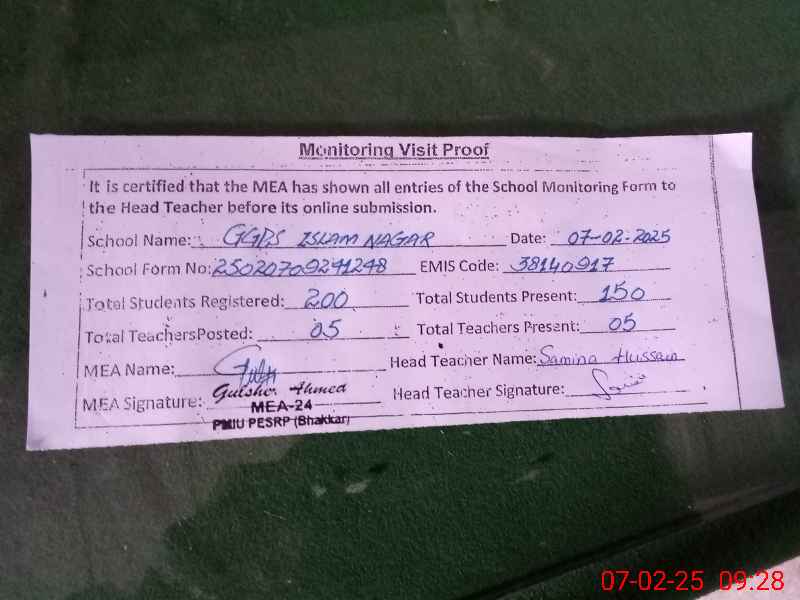 Monitoring Visit Proof
It is certified that the MEA has shown all entries of the School Monitoring Form to
the Head Teacher before its online submission.
School Name: GGPS ISLAM NAGAR Date: 07-02-2025
School Form No: 25020709241248 EMIS Code: 38140917
Total Students Registered: 200 Total Students Present: 150
Total TeachersPosted: 05 Total Teachers Present: 05
MEA Name: Head Teacher Name: Samina Hussain
MEA Signature: Gulsher Ahmed Head Teacher Signature:
MEA-24
PMIU PESRP (Bhakkar)
07-02-25 09:28